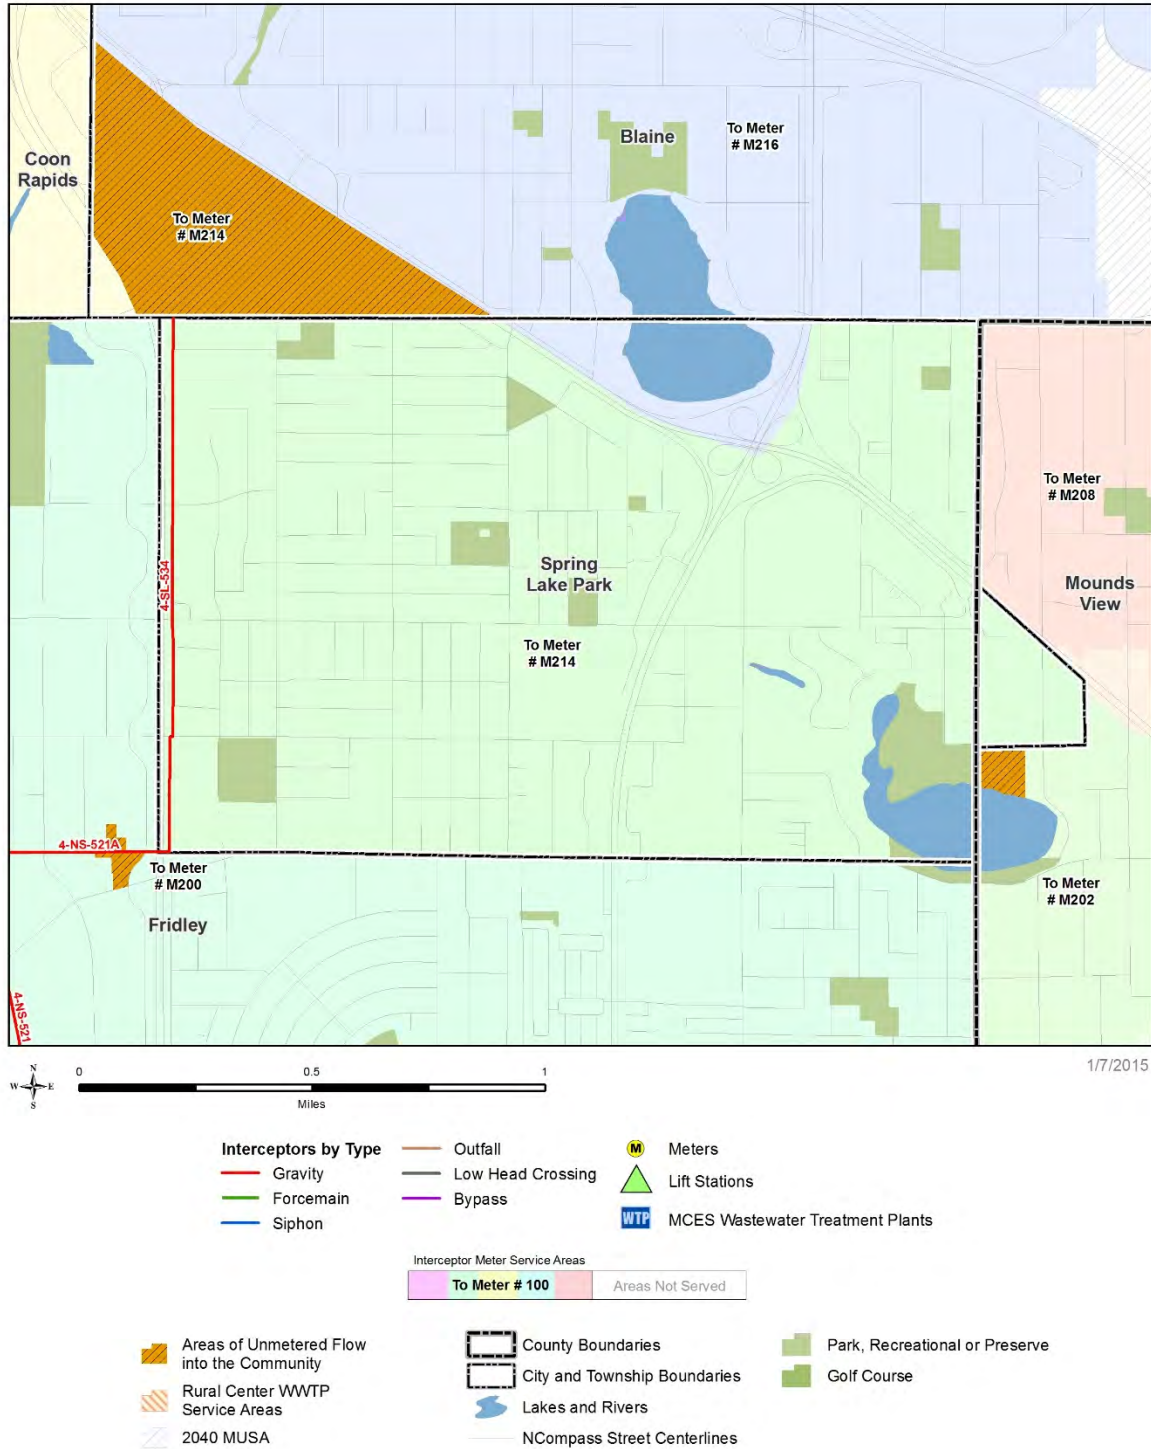 Coon
Rapids
Blaine
To Meter
# M216
To Meter
# M214
To Meter
# M208
Mounds
View
4-SL-534
Spring
Lake Park
To Meter
# M214
4-NS-521A
To Meter
# M200
Fridley
To Meter
# M202
4-NS-521
1/7/2015
N
W E
S
0 0.5 1
Miles
Interceptors by Type
Gravity
Forcemain
Siphon
Outfall
Low Head Crossing
Bypass
M Meters
Lift Stations
WTP MCES Wastewater Treatment Plants
Interceptor Meter Service Areas
To Meter # 100 Areas Not Served
Areas of Unmetered Flow
into the Community
Rural Center WWTP
Service Areas
2040 MUSA
County Boundaries
City and Township Boundaries
Lakes and Rivers
NCompass Street Centerlines
Park, Recreational or Preserve
Golf Course